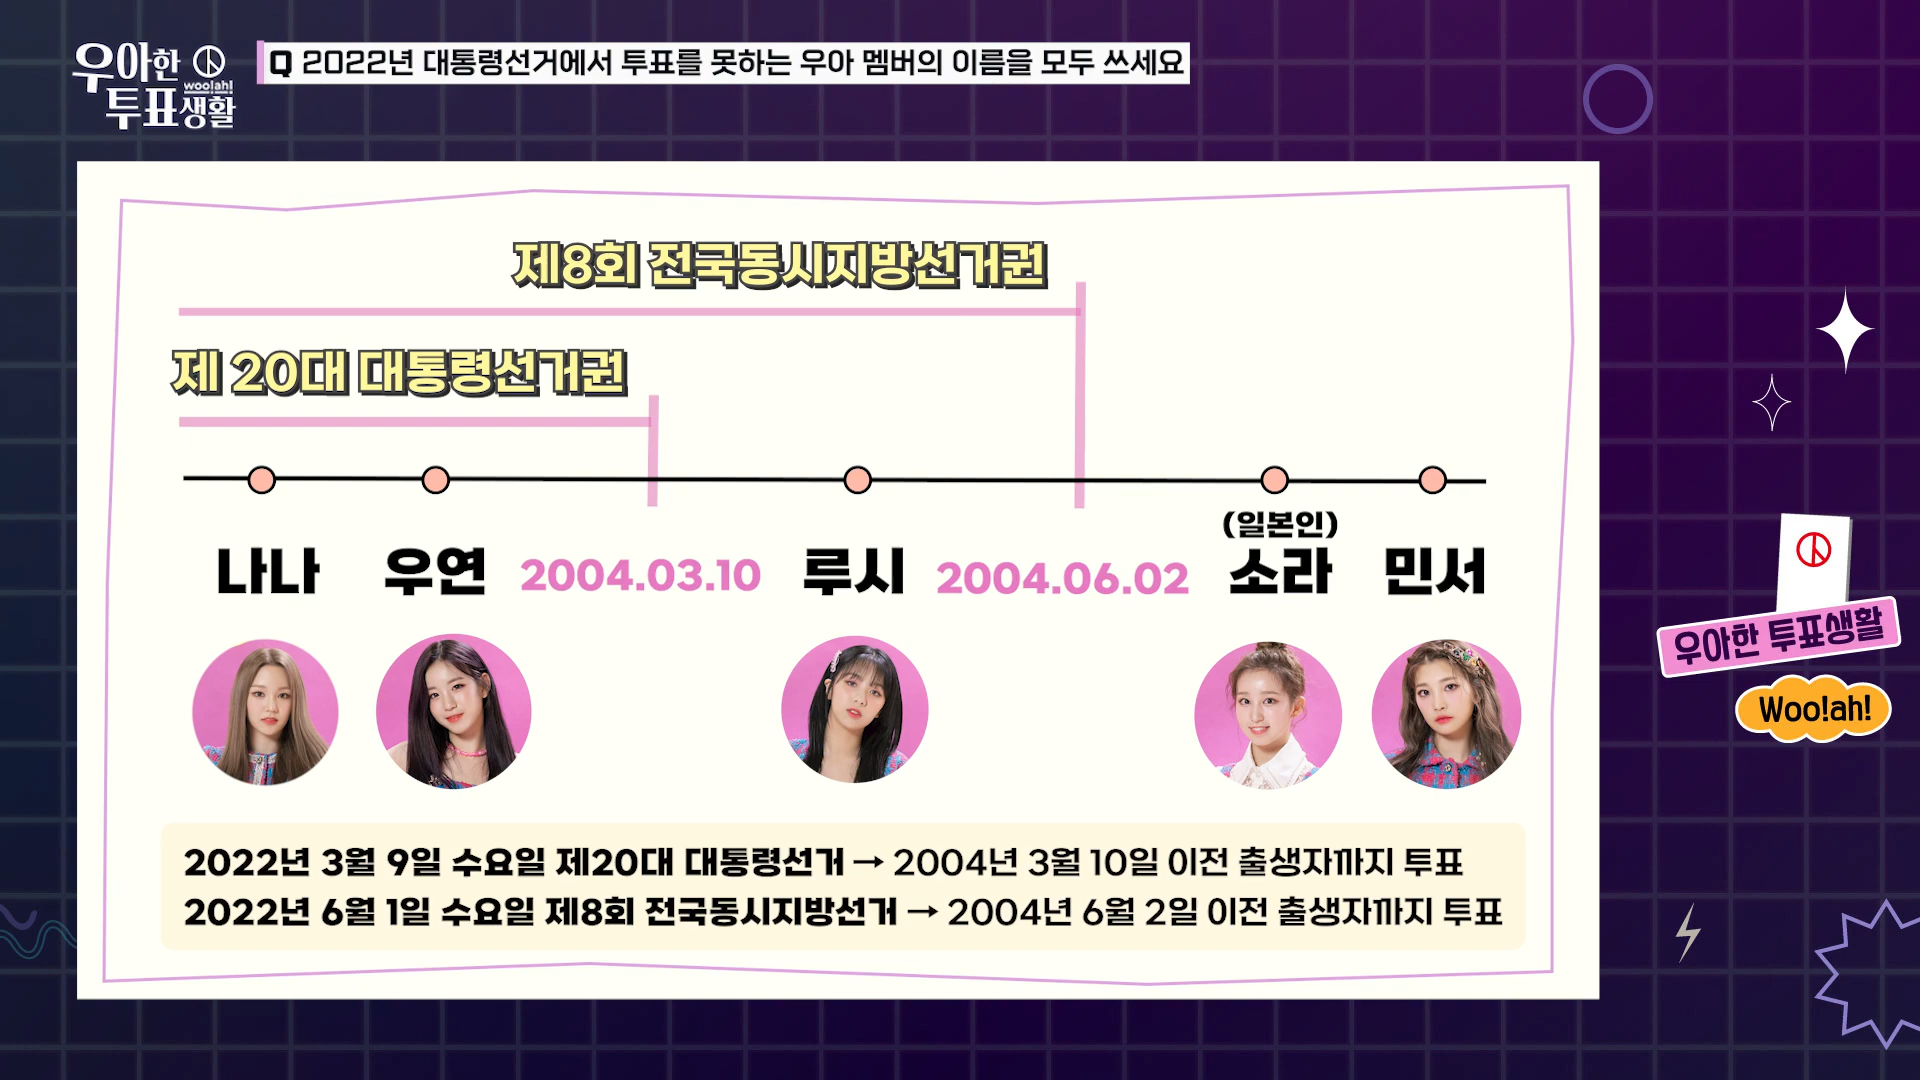 우아한
woo!ah!
투표생활
Q 2022년 대통령선거에서 투표를 못하는 우아 멤버의 이름을 모두 쓰세요
제8회 전국동시지방선거권
제 20대 대통령선거권
(일본인)
나나 우연 2004.03.10 루시 2004.06.02 소라 민서
우아한 투표생활
Woo!ah!
2022년 3월 9일 수요일 제20대 대통령선거 → 2004년 3월 10일 이전 출생자까지 투표
2022년 6월 1일 수요일 제8회 전국동시지방선거 → 2004년 6월 2일 이전 출생자까지 투표